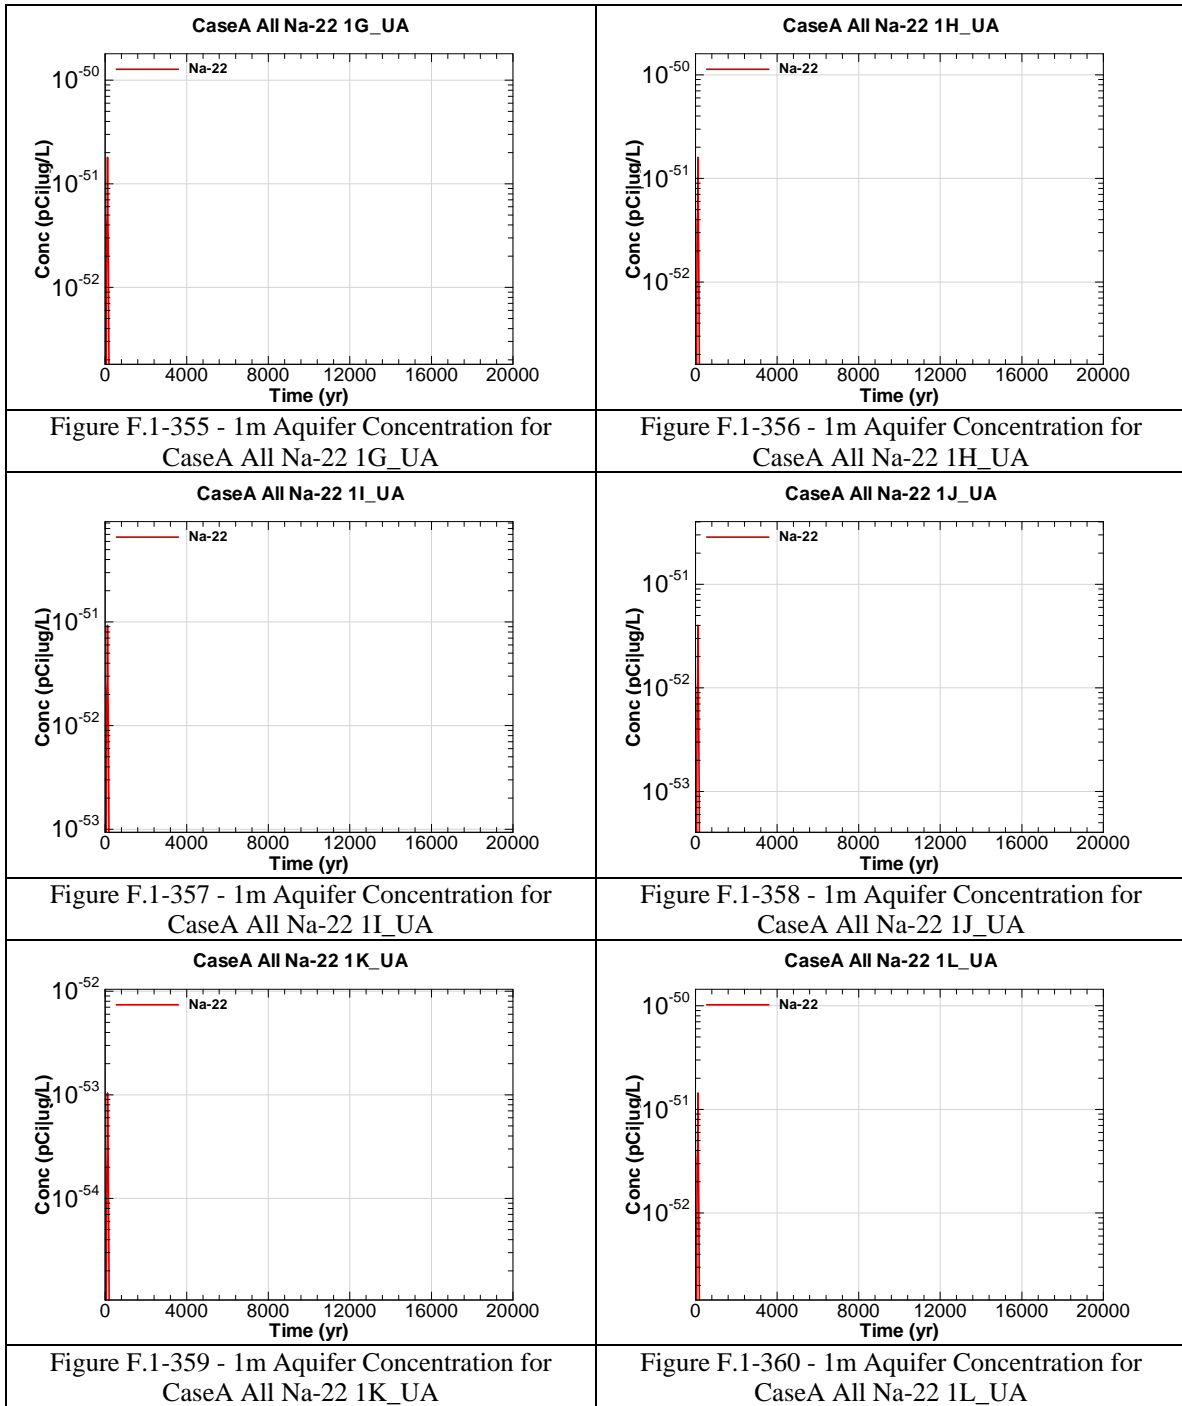 CaseA All Na-22 1G_UA
Na-22
10^-50
10^-51
10^-52
Conc (pCi|ug/L)
0 4000 8000 12000 16000 20000
Time (yr)
Figure F.1-355 - 1m Aquifer Concentration for
CaseA All Na-22 1G_UA
CaseA All Na-22 1H_UA
Na-22
10^-50
10^-51
10^-52
Conc (pCi|ug/L)
0 4000 8000 12000 16000 20000
Time (yr)
Figure F.1-356 - 1m Aquifer Concentration for
CaseA All Na-22 1H_UA
CaseA All Na-22 1I_UA
Na-22
10^-51
10^-52
10^-53
Conc (pCi|ug/L)
0 4000 8000 12000 16000 20000
Time (yr)
Figure F.1-357 - 1m Aquifer Concentration for
CaseA All Na-22 1I_UA
CaseA All Na-22 1J_UA
Na-22
10^-51
10^-52
10^-53
Conc (pCi|ug/L)
0 4000 8000 12000 16000 20000
Time (yr)
Figure F.1-358 - 1m Aquifer Concentration for
CaseA All Na-22 1J_UA
CaseA All Na-22 1K_UA
10^-52
Na-22
10^-53
10^-54
Conc (pCi|ug/L)
0 4000 8000 12000 16000 20000
Time (yr)
Figure F.1-359 - 1m Aquifer Concentration for
CaseA All Na-22 1K_UA
CaseA All Na-22 1L_UA
Na-22
10^-50
10^-51
10^-52
Conc (pCi|ug/L)
0 4000 8000 12000 16000 20000
Time (yr)
Figure F.1-360 - 1m Aquifer Concentration for
CaseA All Na-22 1L_UA